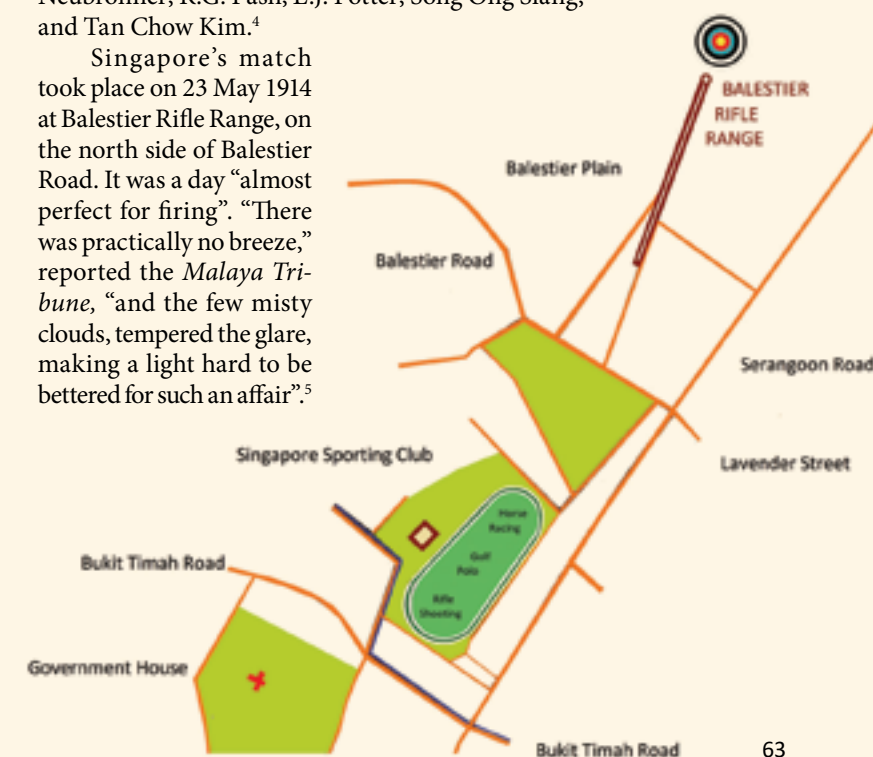 and Tan Chow Kim.⁴
Singapore’s match
took place on 23 May 1914
at Balestier Rifle Range, on
the north side of Balestier
Road. It was a day “almost
perfect for firing”. “There
was practically no breeze,”
reported the Malaya Tri-
bune, “and the few misty
clouds, tempered the glare,
making a light hard to be
bettered for such an affair”.⁵
BALESTIER
RIFLE
RANGE
Balestier Plain
Balestier Road
Serangoon Road
Lavender Street
Singapore Sporting Club
Horse
Racing
Golf
Polo
Rifle
Shooting
Bukit Timah Road
Government House
Bukit Timah Road
63